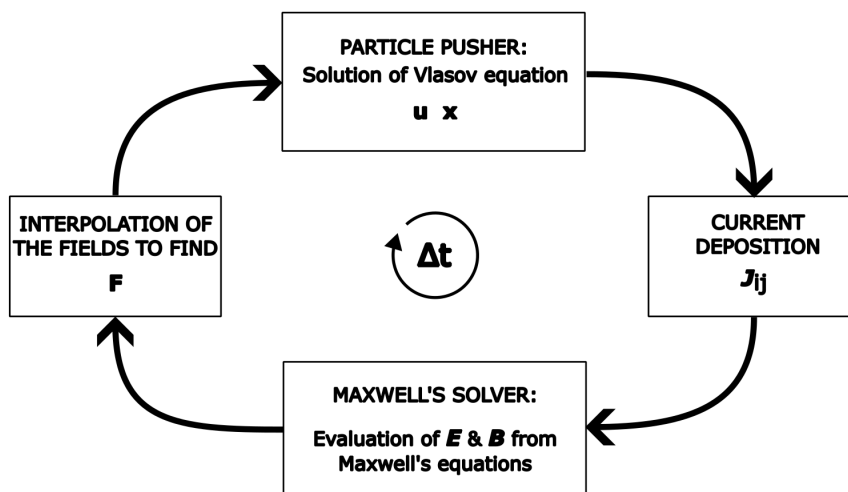 PARTICLE PUSHER:
Solution of Vlasov equation
u x
INTERPOLATION OF
THE FIELDS TO FIND
F
Δt
CURRENT
DEPOSITION
Jij
MAXWELL'S SOLVER:
Evaluation of E & B from
Maxwell's equations